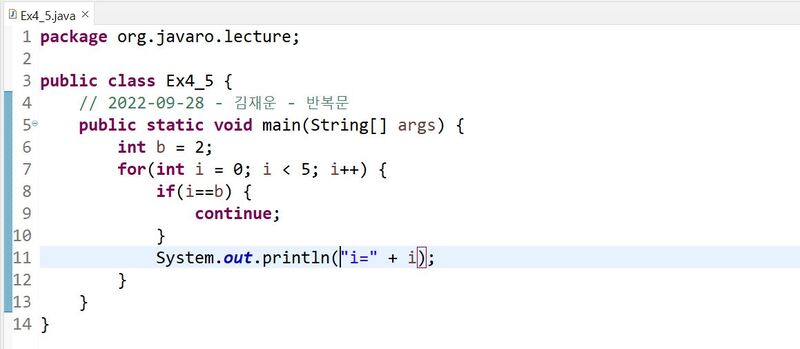 Ex4_5.java
1 package org.javaro.lecture;
2
3 public class Ex4_5 {
4     // 2022-09-28 - 김재운 - 반복문
5     public static void main(String[] args) {
6         int b = 2;
7         for(int i = 0; i < 5; i++) {
8             if(i==b) {
9                 continue;
10             }
11             System.out.println("i=" + i);
12         }
13     }
14 }